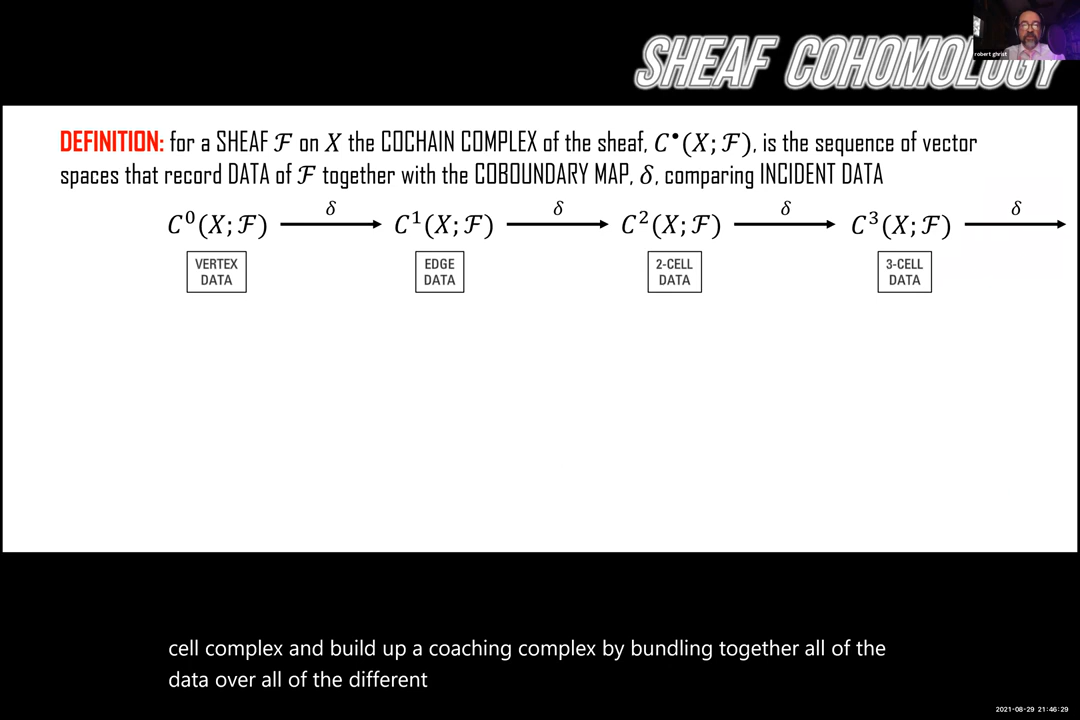 SHEAF COHOMOLOGY
robert ghrist
DEFINITION: for a SHEAF ℱ on X the COCHAIN COMPLEX of the sheaf, C•(X; ℱ), is the sequence of vector
spaces that record DATA of ℱ together with the COBOUNDARY MAP, δ, comparing INCIDENT DATA
C⁰(X; ℱ) δ → C¹(X; ℱ) δ → C²(X; ℱ) δ → C³(X; ℱ) δ →
VERTEX DATA
EDGE DATA
2-CELL DATA
3-CELL DATA
cell complex and build up a coaching complex by bundling together all of the
data over all of the different
2021-08-29 21:46:29